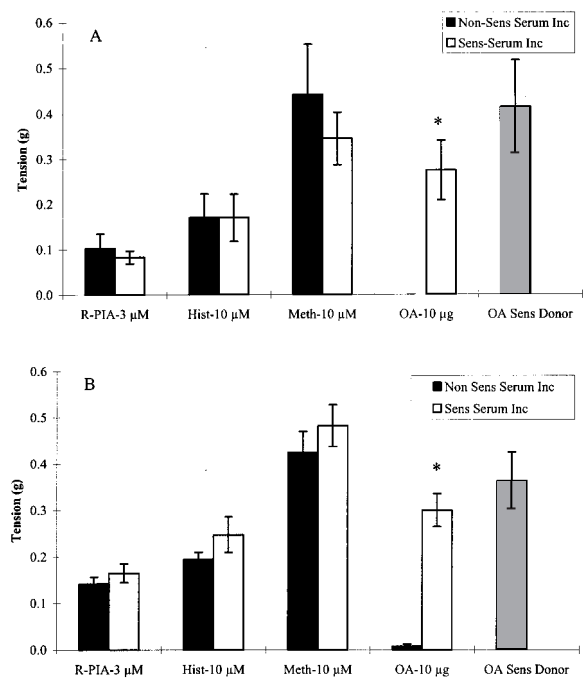 A
Non-Sens Serum Inc
Sens-Serum Inc
0.6
0.5
0.4
0.3
0.2
0.1
0.0
Tension (g)
*
R-PIA-3 µM Hist-10 µM Meth-10 µM OA-10 µg OA Sens Donor
B
Non Sens Serum Inc
Sens Serum Inc
0.6
0.5
0.4
0.3
0.2
0.1
0.0
Tension (g)
*
R-PIA-3 µM Hist-10 µM Meth-10 µM OA-10 µg OA Sens Donor